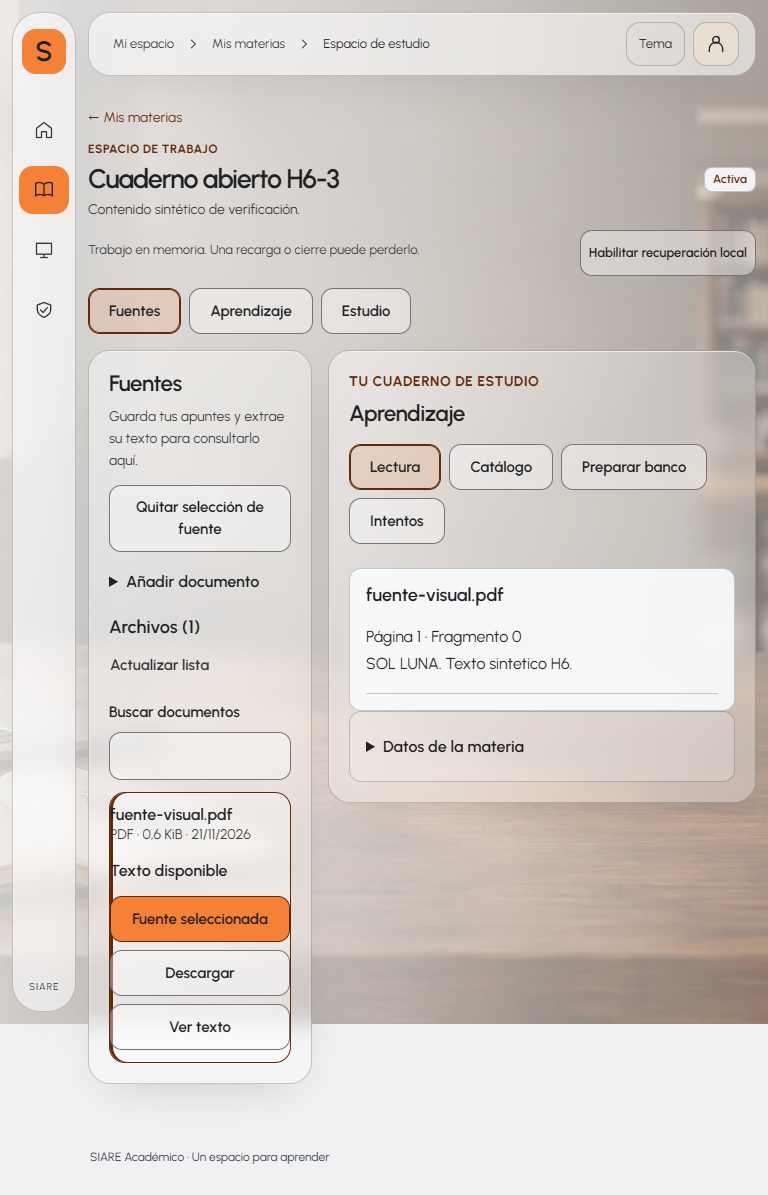 S
Mi espacio > Mis materias > Espacio de estudio
Tema
← Mis materias
ESPACIO DE TRABAJO
Cuaderno abierto H6-3
Activa
Contenido sintético de verificación.
Trabajo en memoria. Una recarga o cierre puede perderlo.
Habilitar recuperación local
Fuentes
Aprendizaje
Estudio
Fuentes
Guarda tus apuntes y extrae
su texto para consultarlo
aquí.
Quitar selección de
fuente
Añadir documento
Archivos (1)
Actualizar lista
Buscar documentos
fuente-visual.pdf
PDF · 0,6 KiB · 21/11/2026
Texto disponible
Fuente seleccionada
Descargar
Ver texto
TU CUADERNO DE ESTUDIO
Aprendizaje
Lectura
Catálogo
Preparar banco
Intentos
fuente-visual.pdf
Página 1 · Fragmento 0
SOL LUNA. Texto sintetico H6.
Datos de la materia
SIARE
SIARE Académico · Un espacio para aprender